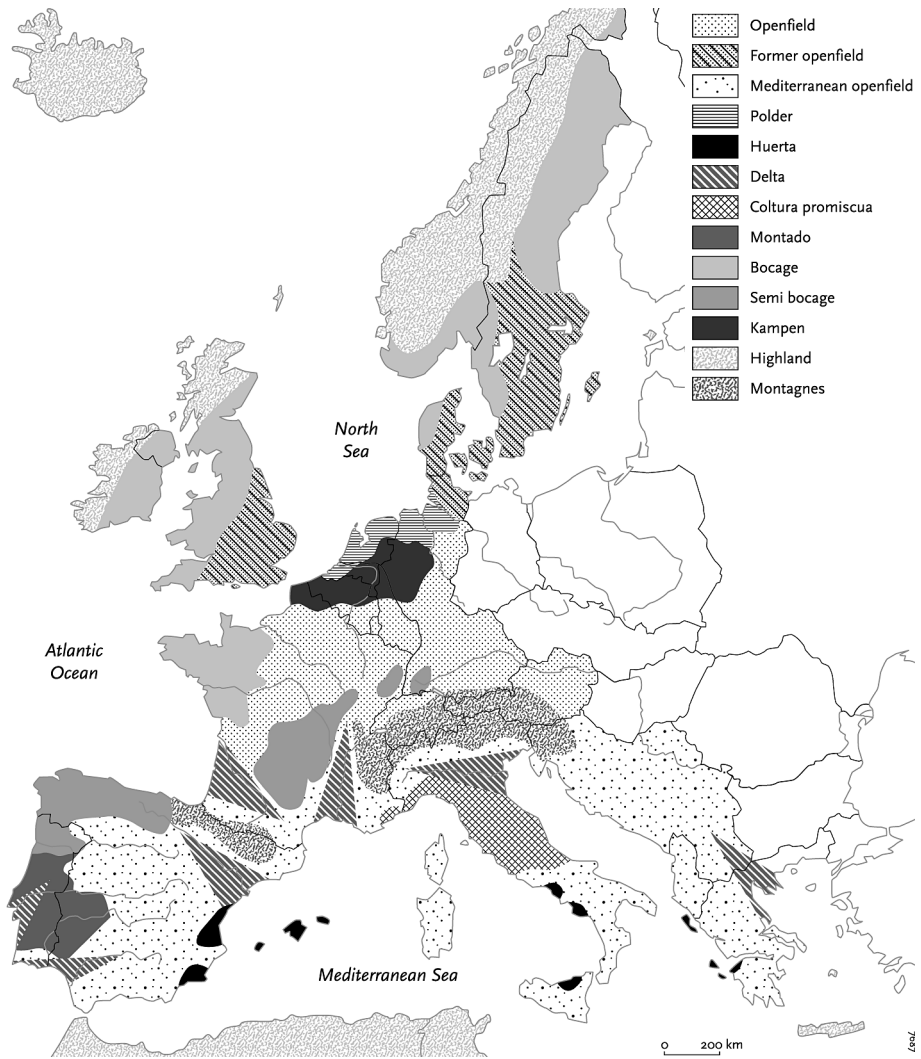 Openfield
Former openfield
Mediterranean openfield
Polder
Huerta
Delta
Coltura promiscua
Montado
Bocage
Semi bocage
Kampen
Highland
Montagnes
North
Sea
Atlantic
Ocean
Mediterranean Sea
0 200 km
7087